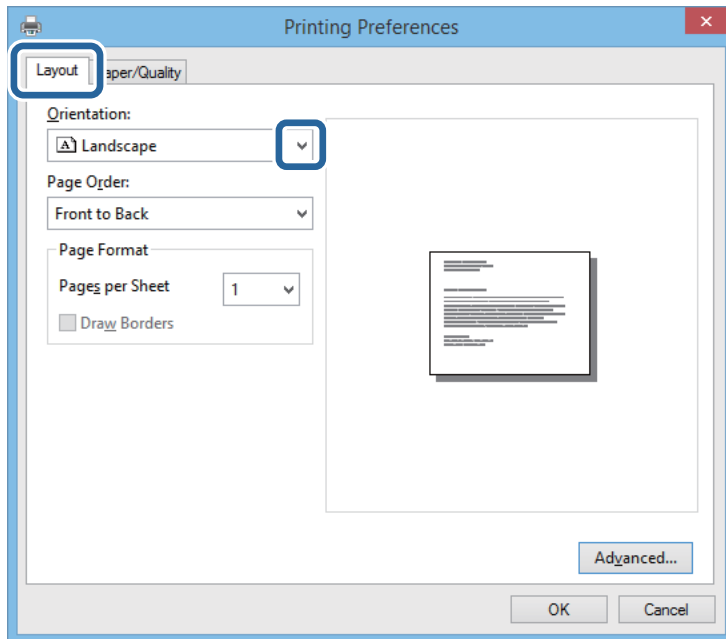 Printing Preferences
Layout
aper/Quality
Orientation:
A Landscape
Page Order:
Front to Back
Page Format
Pages per Sheet 1
Draw Borders
Advanced...
OK Cancel